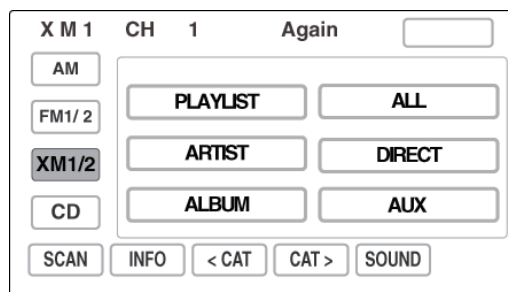 XM1 CH 1 Again
AM
PLAYLIST ALL
FM1/2
ARTIST DIRECT
XM1/2
ALBUM AUX
CD
SCAN INFO < CAT CAT > SOUND